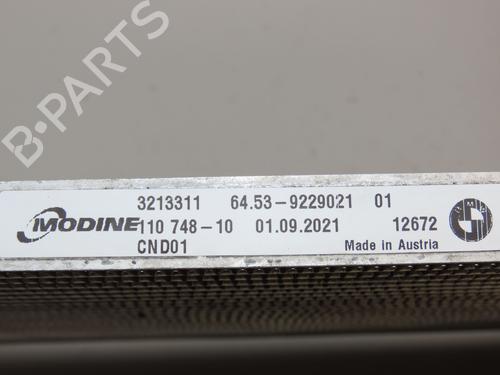 MODINE
3213311 64.53-9229021 01
110 748-10 01.09.2021 12672
CND01 Made in Austria
B-PARTS